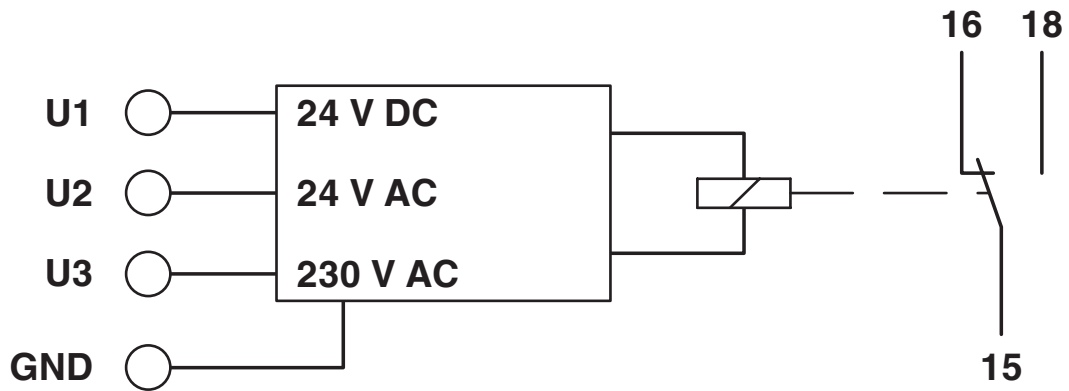 16 18
U1 24 V DC
U2 24 V AC
U3 230 V AC
GND
15